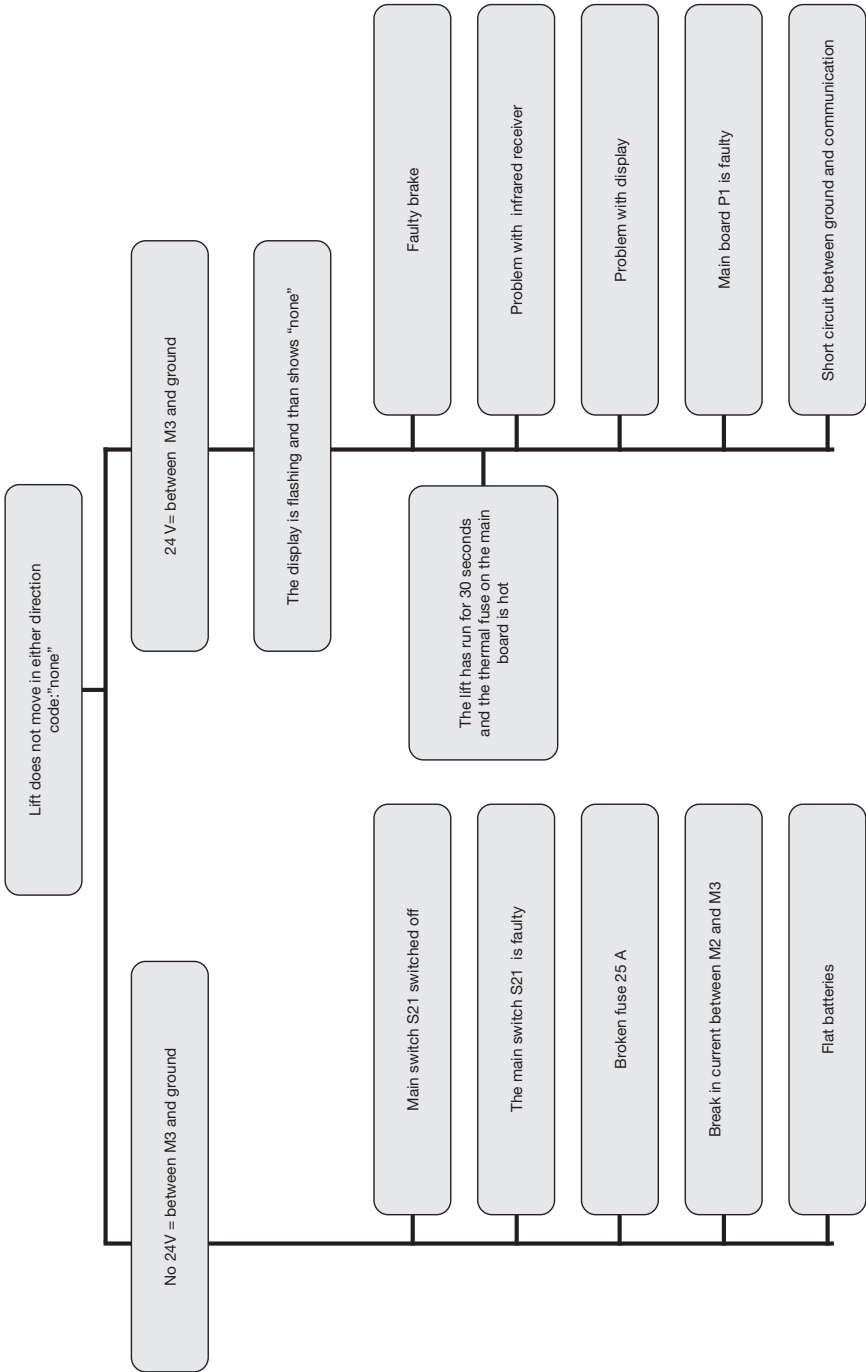 Lift does not move in either direction
code:”none”
No 24V = between M3 and ground
Main switch S21 switched off
The main switch S21  is faulty
Broken fuse 25 A
Break in current between M2 and M3
Flat batteries
24 V= between  M3 and ground
The display is flashing and than shows “none”
The lift has run for 30 seconds
and the thermal fuse on the main
board is hot
Faulty brake
Problem with  infrared receiver
Problem with display
Main board P1 is faulty
Short circuit between ground and communication